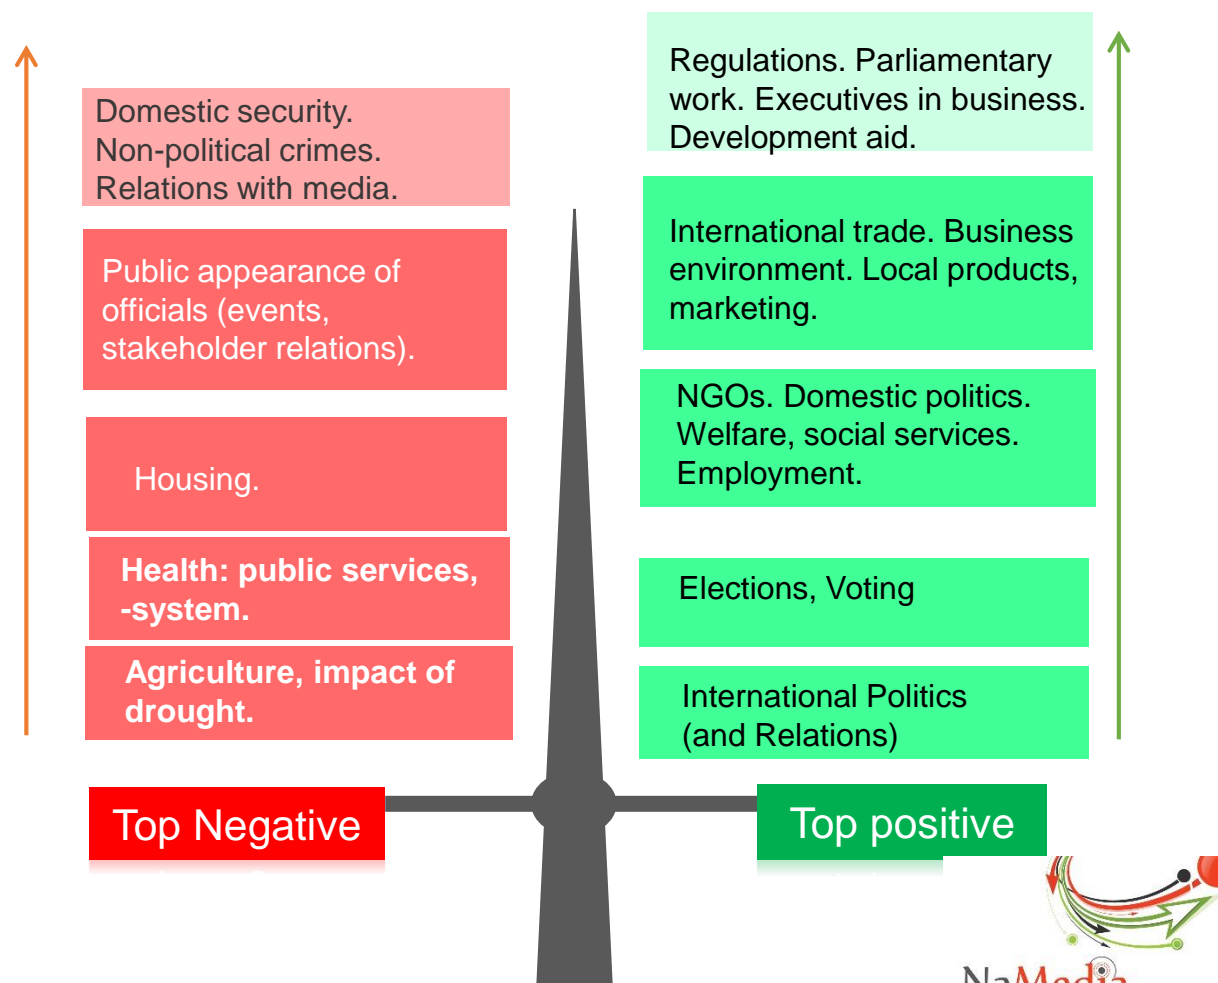 Domestic security.
Non-political crimes.
Relations with media.
Public appearance of
officials (events,
stakeholder relations).
Housing.
Health: public services,
-system.
Agriculture, impact of
drought.
Top Negative
Regulations. Parliamentary
work. Executives in business.
Development aid.
International trade. Business
environment. Local products,
marketing.
NGOs. Domestic politics.
Welfare, social services.
Employment.
Elections, Voting
International Politics
(and Relations)
Top positive
NaMedia